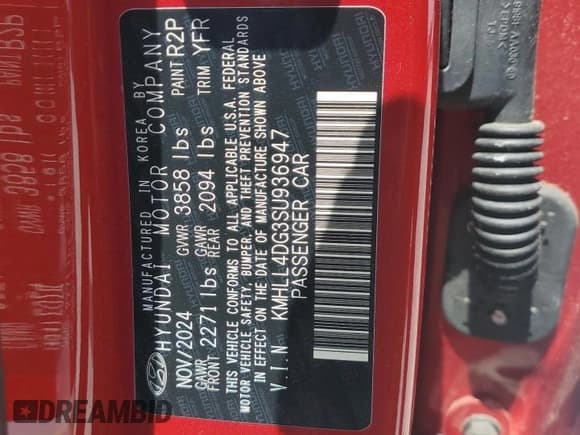 MANUFACTURED IN KOREA BY
HYUNDAI MOTOR COMPANY
NOV/2024 GVWR 3858 lbs PAINT R2P
GAWR FRONT 2271 lbs GAWR REAR 2094 lbs TRIM YFR
THIS VEHICLE CONFORMS TO ALL APPLICABLE U.S.A. FEDERAL
MOTOR VEHICLE SAFETY, BUMPER, AND THEFT PREVENTION STANDARDS
IN EFFECT ON THE DATE OF MANUFACTURE SHOWN ABOVE
V.I.N KMHLL4DG3SU936947
PASSENGER CAR
DREAMBID